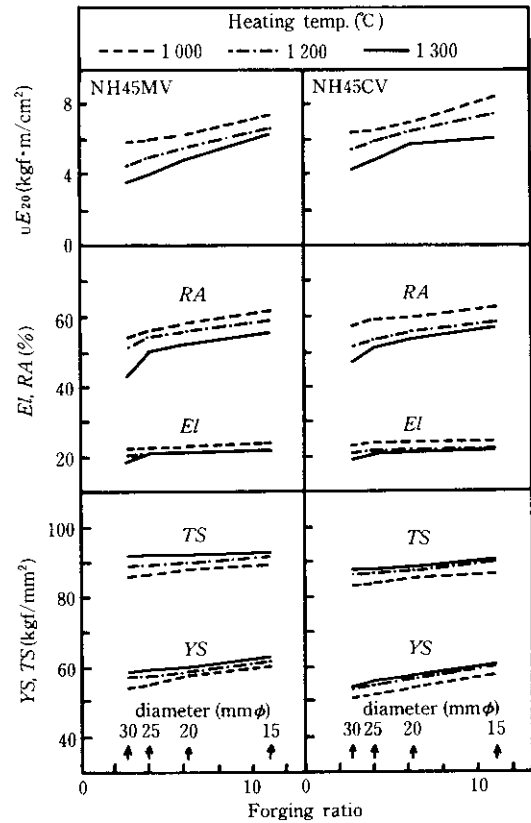 Heating temp. (℃)
1 000 1 200 1 300
NH45MV NH45CV
uE20 (kgf·m/cm²)
8
4
0
RA RA
El, RA (%)
60
40
El El
20
YS, TS (kgf/mm²)
100
TS TS
80
YS YS
60
diameter (mmφ) diameter (mmφ)
30 25 20 15 30 25 20 15
40
0 10 0 10
Forging ratio